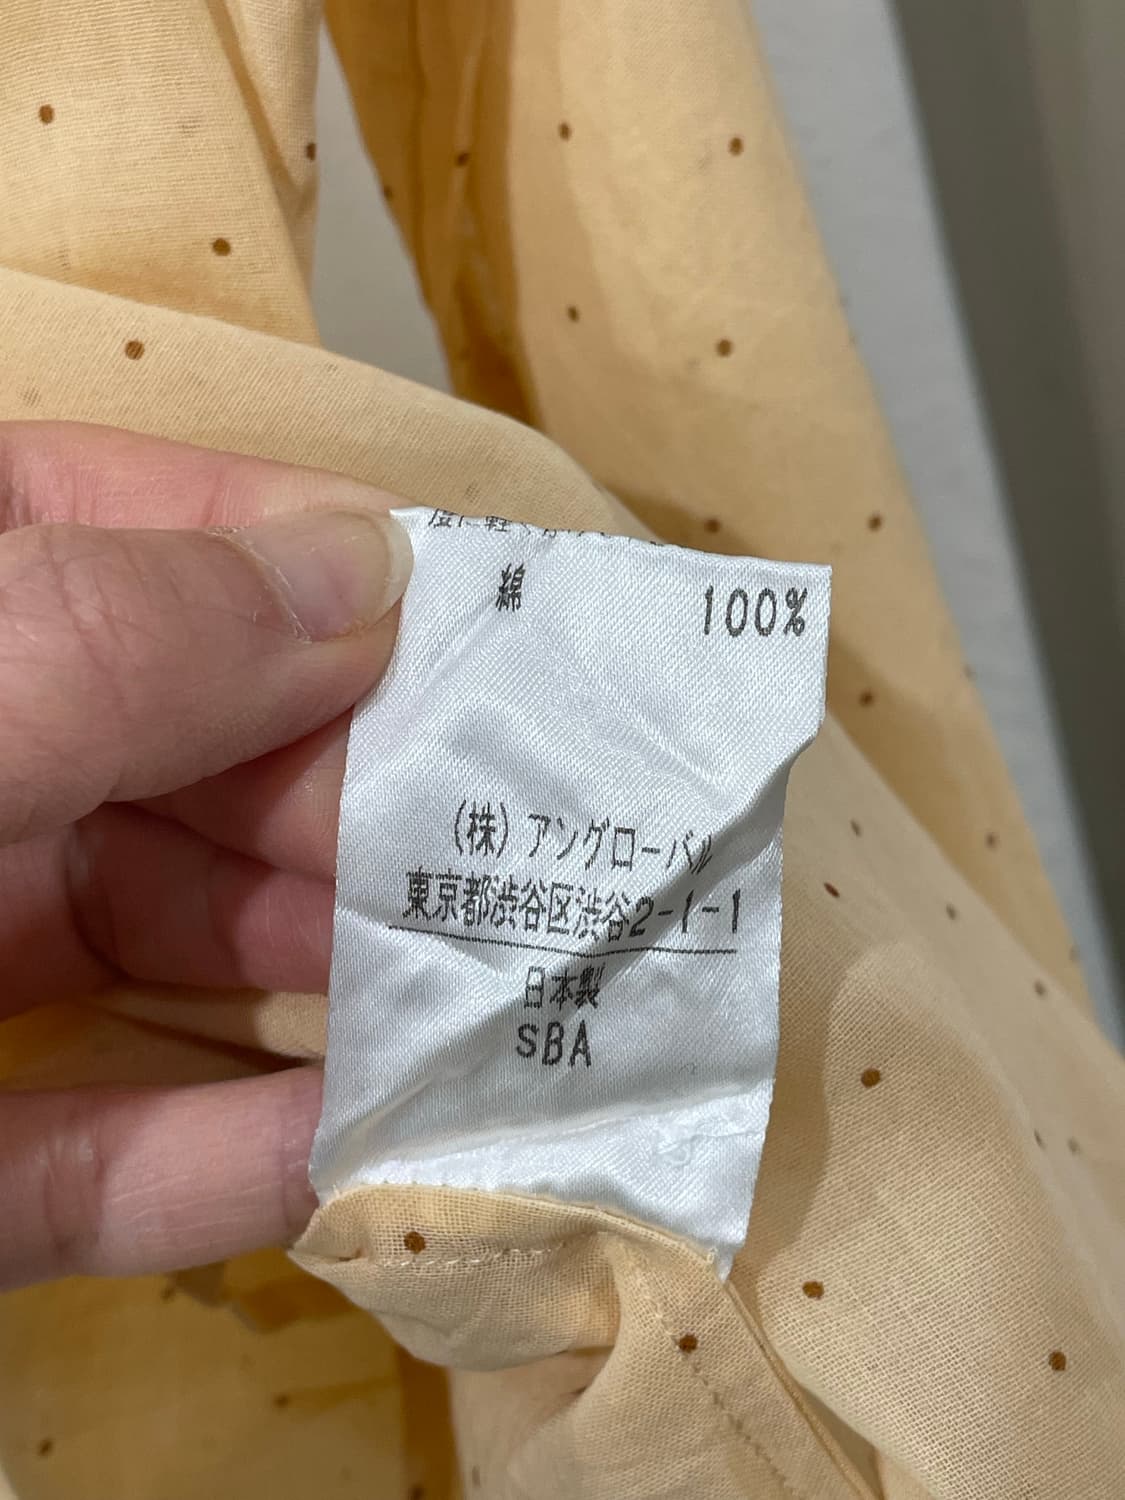 綿 100%
(株) アングローバル
東京都渋谷区渋谷2-1-1
日本製
SBA